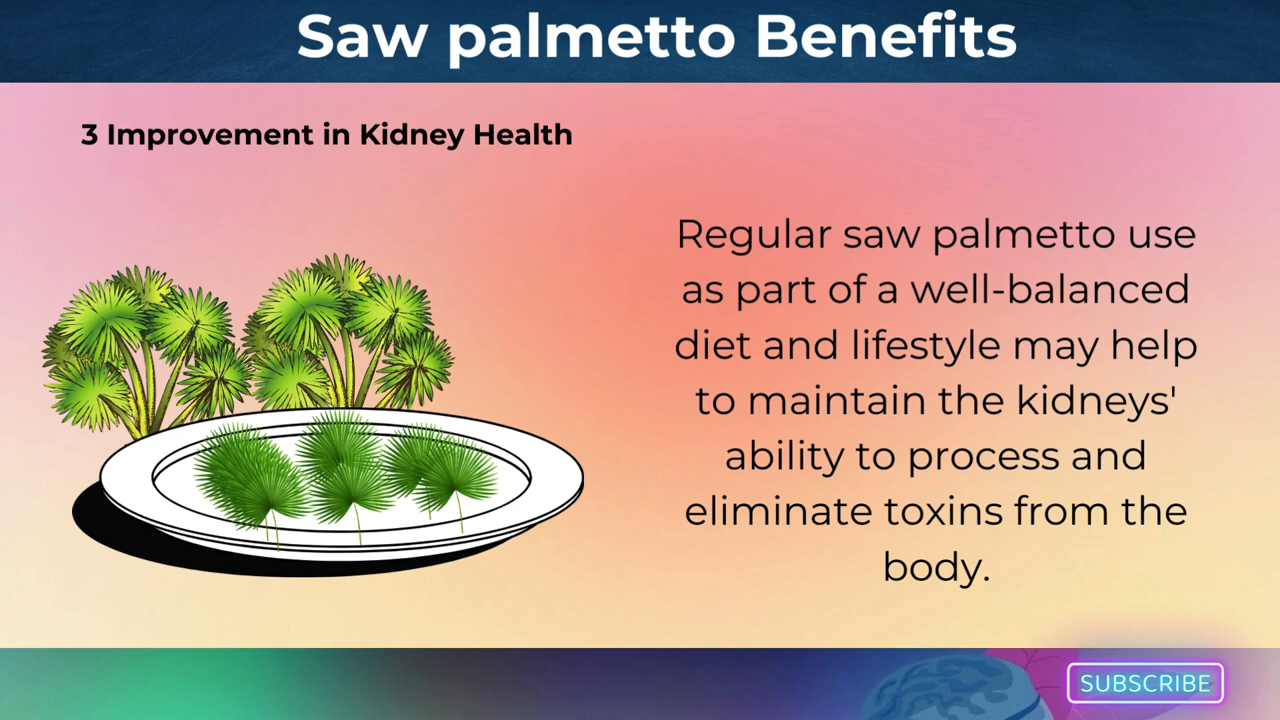 Saw palmetto Benefits
3 Improvement in Kidney Health
Regular saw palmetto use
as part of a well-balanced
diet and lifestyle may help
to maintain the kidneys'
ability to process and
eliminate toxins from the
body.
SUBSCRIBE